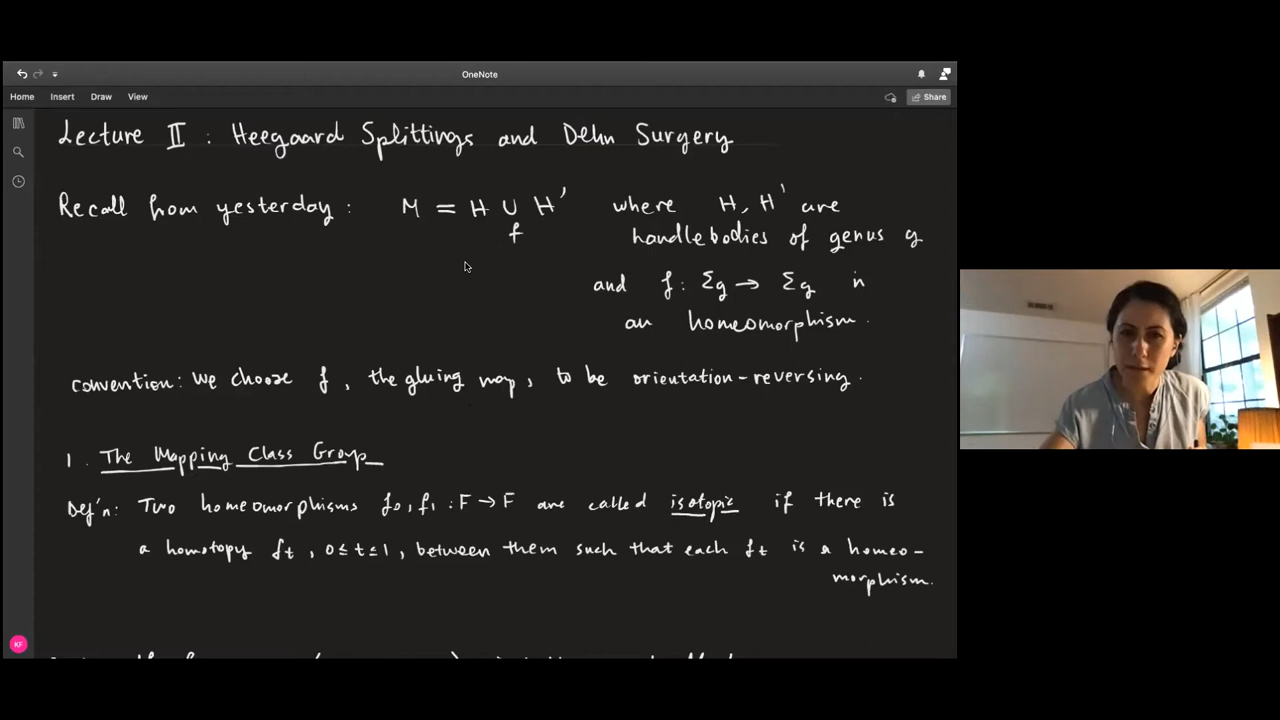 OneNote
Home Insert Draw View Share
Lecture II : Heegaard Splittings and Dehn Surgery
Recall from yesterday : M = H ∪ H' where H, H' are
f handlebodies of genus g
and f : Σg → Σg is
an homeomorphism.
convention: We choose f, the gluing map, to be orientation-reversing.
1. The Mapping Class Group
Def'n: Two homeomorphisms f₀, f₁ : F → F are called isotopic if there is
a homotopy fₜ, 0 ≤ t ≤ 1, between them such that each fₜ is a homeo-
morphism.
KF